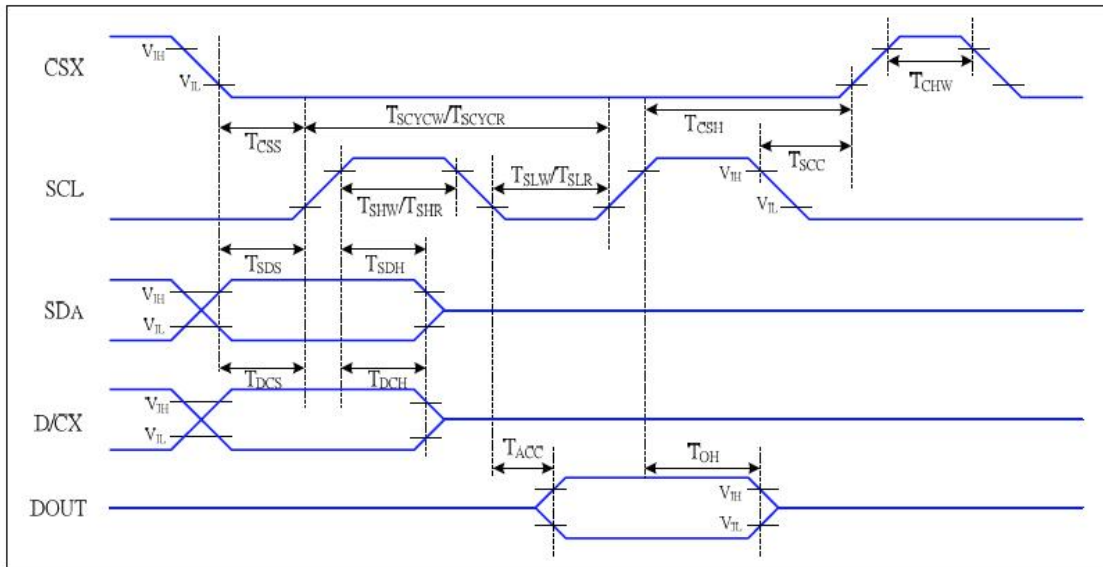 CSX
VIH
VIL
TCHW
TSCYCW/TSCYCR
TCSH
TCSS
TSCC
SCL
TSLW/TSLR
VIH
TSHW/TSHR
VIL
TSDS
TSDH
SDA
VIH
VIL
TDCS
TDCH
D/CX
VIH
VIL
TACC
TOH
DOUT
VIH
VIL